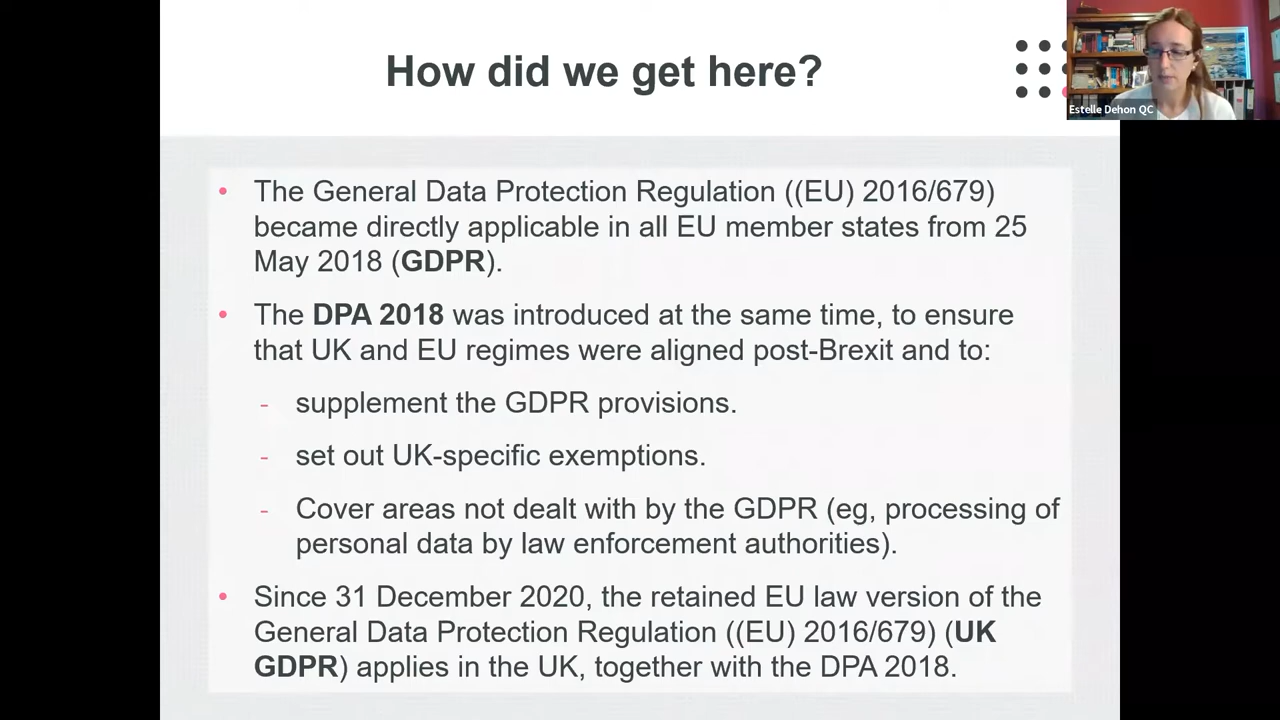 How did we get here?
Estelle Dehon QC
• The General Data Protection Regulation ((EU) 2016/679)
became directly applicable in all EU member states from 25
May 2018 (GDPR).
• The DPA 2018 was introduced at the same time, to ensure
that UK and EU regimes were aligned post-Brexit and to:
- supplement the GDPR provisions.
- set out UK-specific exemptions.
- Cover areas not dealt with by the GDPR (eg, processing of
personal data by law enforcement authorities).
• Since 31 December 2020, the retained EU law version of the
General Data Protection Regulation ((EU) 2016/679) (UK
GDPR) applies in the UK, together with the DPA 2018.